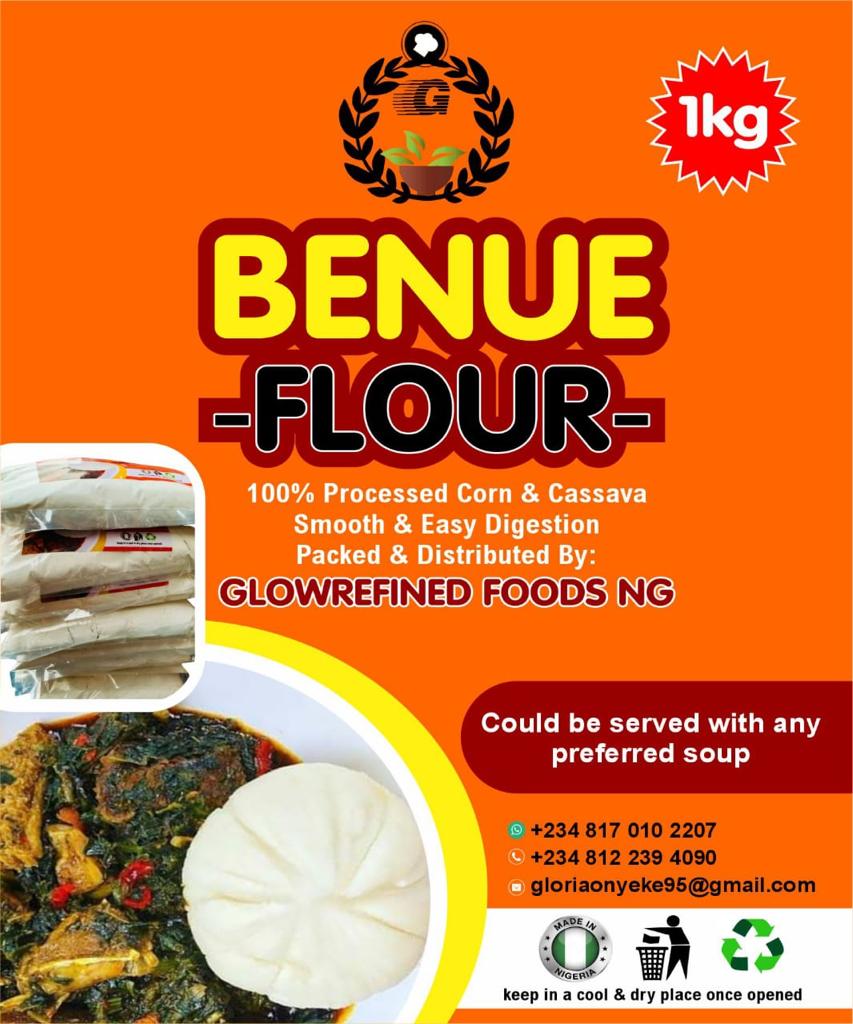 G
1kg
BENUE
-FLOUR-
100% Processed Corn & Cassava
Smooth & Easy Digestion
Packed & Distributed By:
GLOWREFINED FOODS NG
Could be served with any
preferred soup
+234 817 010 2207
+234 812 239 4090
gloriaonyeke95@gmail.com
MADE IN
NIGERIA
keep in a cool & dry place once opened